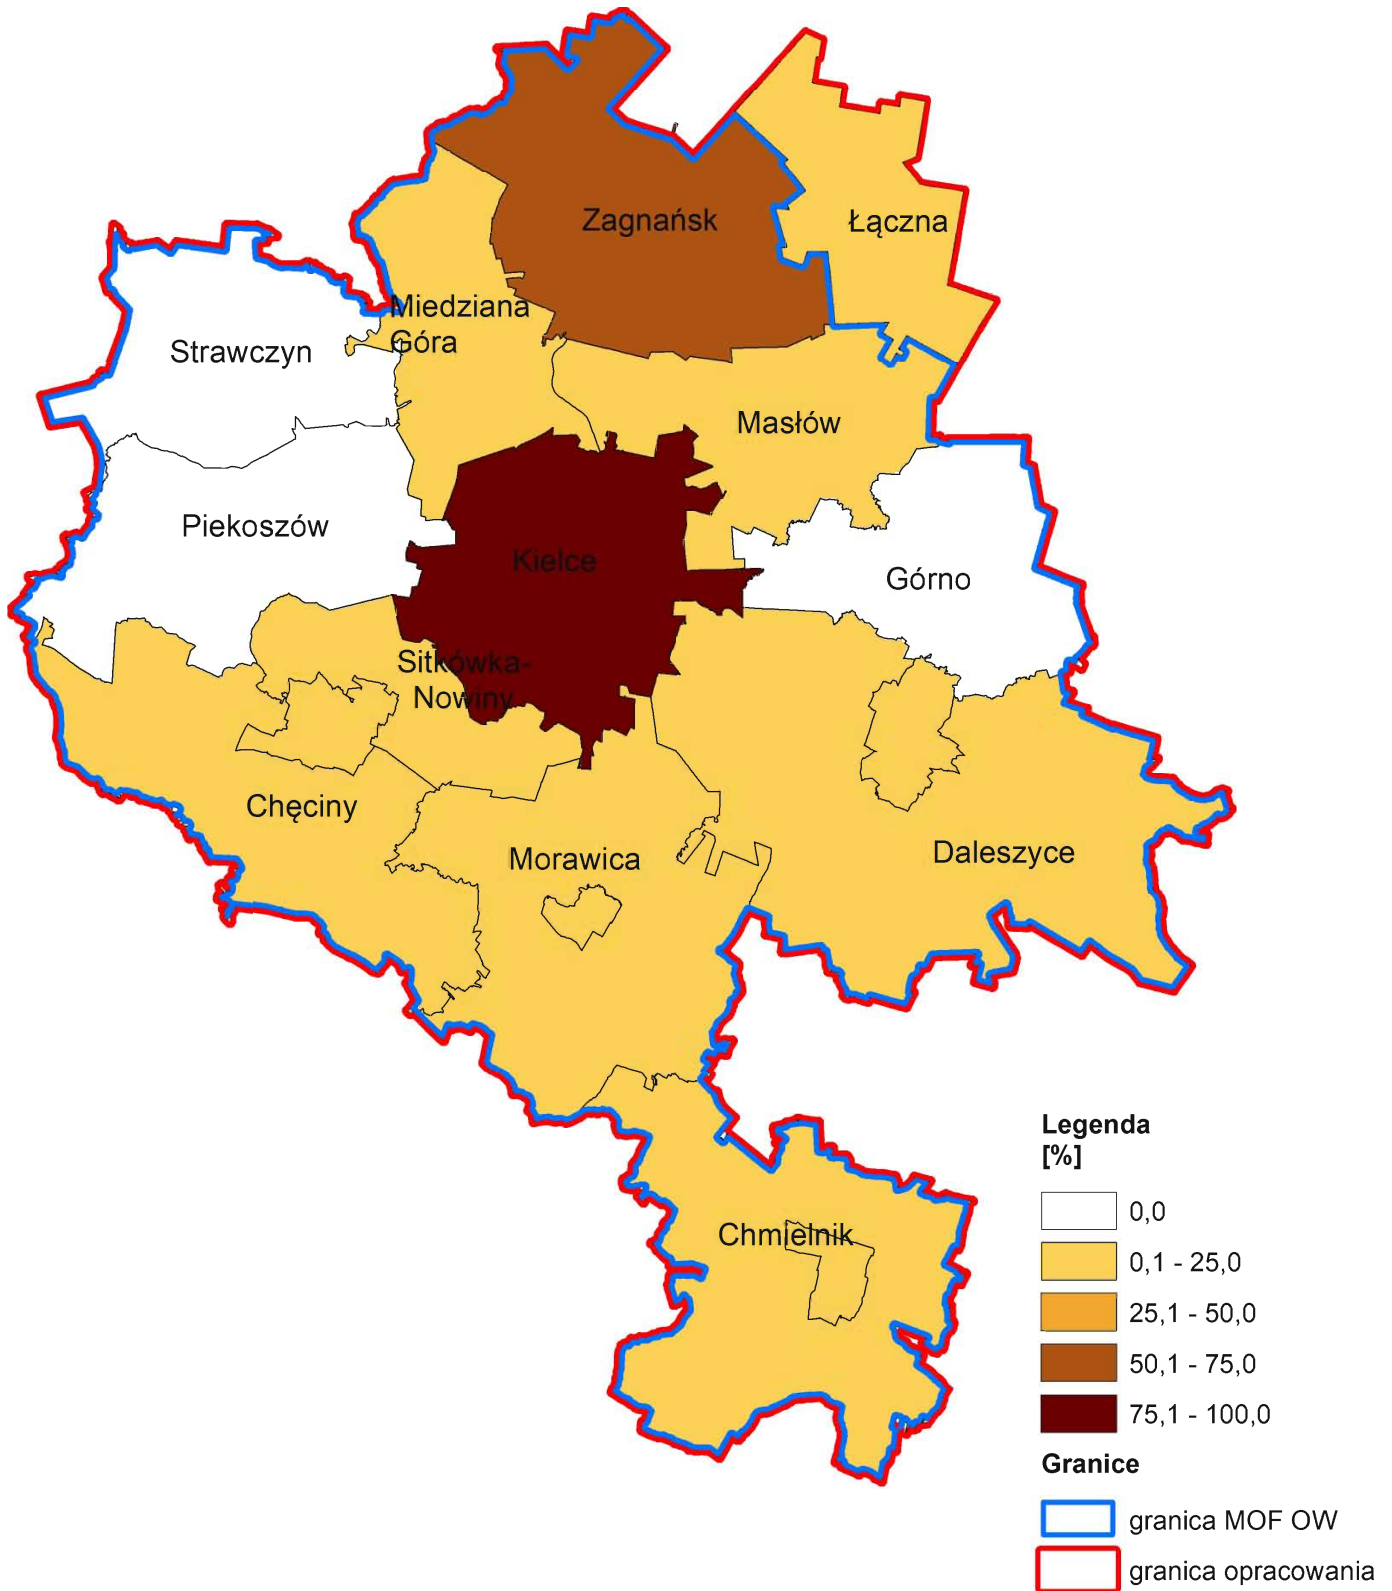 Zagnańsk
Łączna
Miedziana
Góra
Strawczyn
Masłów
Piekoszów
Kielce
Górno
Sitkówka-
Nowiny
Chęciny
Morawica
Daleszyce
Chmielnik
Legenda
[%]
0,0
0,1 - 25,0
25,1 - 50,0
50,1 - 75,0
75,1 - 100,0
Granice
granica MOF OW
granica opracowania